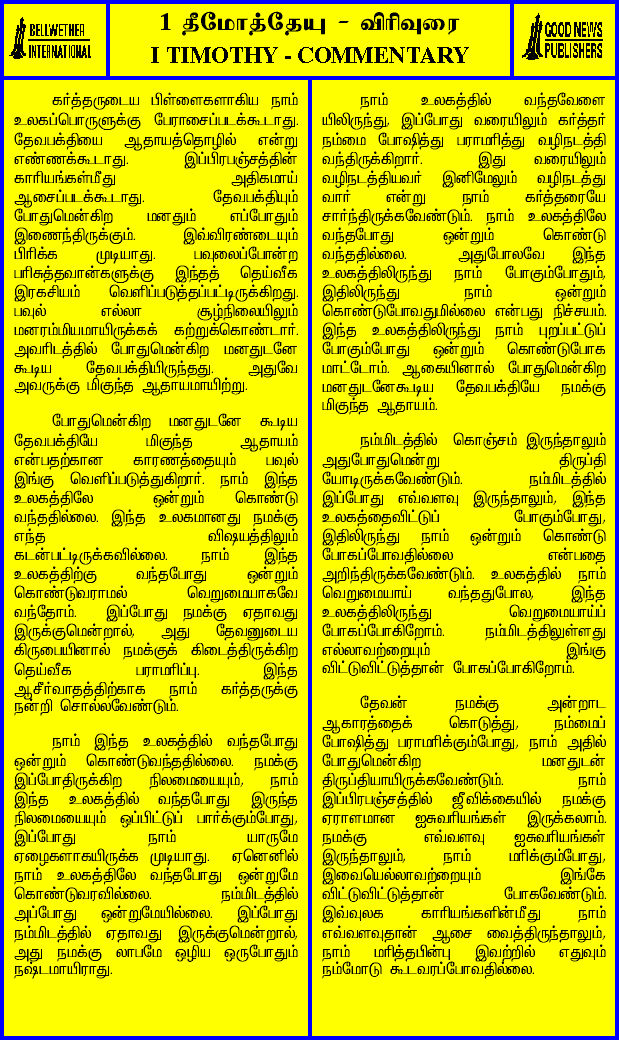 BELLWETHER
INTERNATIONAL
1 தீமோத்தேயு - விரிவுரை
I TIMOTHY - COMMENTARY
GOOD NEWS
PUBLISHERS
கர்த்தருடைய பிள்ளைகளாகிய நாம்
உலகப்பொருளுக்கு பேராசைப்படக்கூடாது.
தேவபக்தியை ஆதாயத்தொழில் என்று
எண்ணக்கூடாது. இப்பிரபஞ்சத்தின்
காரியங்கள்மீது அதிகமாய்
ஆசைப்படக்கூடாது. தேவபக்தியும்
போதுமென்கிற மனதும் எப்போதும்
இணைந்திருக்கும். இவ்விரண்டையும்
பிரிக்க முடியாது. பவுலைப்போன்ற
பரிசுத்தவான்களுக்கு இந்தத் தெய்வீக
இரகசியம் வெளிப்படுத்தப்பட்டிருக்கிறது.
பவுல் எல்லா சூழ்நிலையிலும்
மனரம்மியமாயிருக்கக் கற்றுக்கொண்டார்.
அவரிடத்தில் போதுமென்கிற மனதுடனே
கூடிய தேவபக்தியிருந்தது. அதுவே
அவருக்கு மிகுந்த ஆதாயமாயிற்று.
போதுமென்கிற மனதுடனே கூடிய
தேவபக்தியே மிகுந்த ஆதாயம்
என்பதற்கான காரணத்தையும் பவுல்
இங்கு வெளிப்படுத்துகிறார். நாம் இந்த
உலகத்திலே ஒன்றும் கொண்டு
வந்ததில்லை. இந்த உலகமானது நமக்கு
எந்த விஷயத்திலும்
கடன்பட்டிருக்கவில்லை. நாம் இந்த
உலகத்திற்கு வந்தபோது ஒன்றும்
கொண்டுவராமல் வெறுமையாகவே
வந்தோம். இப்போது நமக்கு ஏதாவது
இருக்குமென்றால், அது தேவனுடைய
கிருபையினால் நமக்குக் கிடைத்திருக்கிற
தெய்வீக பராமரிப்பு. இந்த
ஆசீர்வாதத்திற்காக நாம் கர்த்தருக்கு
நன்றி சொல்லவேண்டும்.
நாம் இந்த உலகத்தில் வந்தபோது
ஒன்றும் கொண்டுவந்ததில்லை. நமக்கு
இப்போதிருக்கிற நிலமையையும், நாம்
இந்த உலகத்தில் வந்தபோது இருந்த
நிலமையையும் ஒப்பிட்டுப் பார்க்கும்போது,
இப்போது நாம் யாருமே
ஏழைகளாகயிருக்க முடியாது. ஏனெனில்
நாம் உலகத்திலே வந்தபோது ஒன்றுமே
கொண்டுவரவில்லை. நம்மிடத்தில்
அப்போது ஒன்றுமேயில்லை. இப்போது
நம்மிடத்தில் ஏதாவது இருக்குமென்றால்,
அது நமக்கு லாபமே ஒழிய ஒருபோதும்
நஷ்டமாயிராது.
நாம் உலகத்தில் வந்தவேளை
யிலிருந்து, இப்போது வரையிலும் கர்த்தர்
நம்மை போஷித்து பராமரித்து வழிநடத்தி
வந்திருக்கிறார். இது வரையிலும்
வழிநடத்தியவர் இனிமேலும் வழிநடத்து
வார் என்று நாம் கர்த்தரையே
சார்ந்திருக்கவேண்டும். நாம் உலகத்திலே
வந்தபோது ஒன்றும் கொண்டு
வந்ததில்லை. அதுபோலவே இந்த
உலகத்திலிருந்து நாம் போகும்போதும்,
இதிலிருந்து நாம் ஒன்றும்
கொண்டுபோவதுமில்லை என்பது நிச்சயம்.
இந்த உலகத்திலிருந்து நாம் புறப்பட்டுப்
போகும்போது ஒன்றும் கொண்டுபோக
மாட்டோம். ஆகையினால் போதுமென்கிற
மனதுடனேகூடிய தேவபக்தியே நமக்கு
மிகுந்த ஆதாயம்.
நம்மிடத்தில் கொஞ்சம் இருந்தாலும்
அதுபோதுமென்று திருப்தி
யோடிருக்கவேண்டும். நம்மிடத்தில்
இப்போது எவ்வளவு இருந்தாலும், இந்த
உலகத்தைவிட்டுப் போகும்போது,
இதிலிருந்து நாம் ஒன்றும் கொண்டு
போகப்போவதில்லை என்பதை
அறிந்திருக்கவேண்டும். உலகத்தில் நாம்
வெறுமையாய் வந்ததுபோல, இந்த
உலகத்திலிருந்து வெறுமையாய்ப்
போகப்போகிறோம். நம்மிடத்திலுள்ளது
எல்லாவற்றையும் இங்கு
விட்டுவிட்டுத்தான் போகப்போகிறோம்.
தேவன் நமக்கு அன்றாட
ஆகாரத்தைக் கொடுத்து, நம்மைப்
போஷித்து பராமரிக்கும்போது, நாம் அதில்
போதுமென்கிற மனதுடன்
திருப்தியாயிருக்கவேண்டும். நாம்
இப்பிரபஞ்சத்தில் ஜீவிக்கையில் நமக்கு
ஏராளமான ஐசுவரியங்கள் இருக்கலாம்.
நமக்கு எவ்வளவு ஐசுவரியங்கள்
இருந்தாலும், நாம் மரிக்கும்போது,
இவையெல்லாவற்றையும் இங்கே
விட்டுவிட்டுத்தான் போகவேண்டும்.
இவ்வுலக காரியங்களின்மீது நாம்
எவ்வளவுதான் ஆசை வைத்திருந்தாலும்,
நாம் மரித்தபின்பு இவற்றில் எதுவும்
நம்மோடு கூடவரப்போவதில்லை.